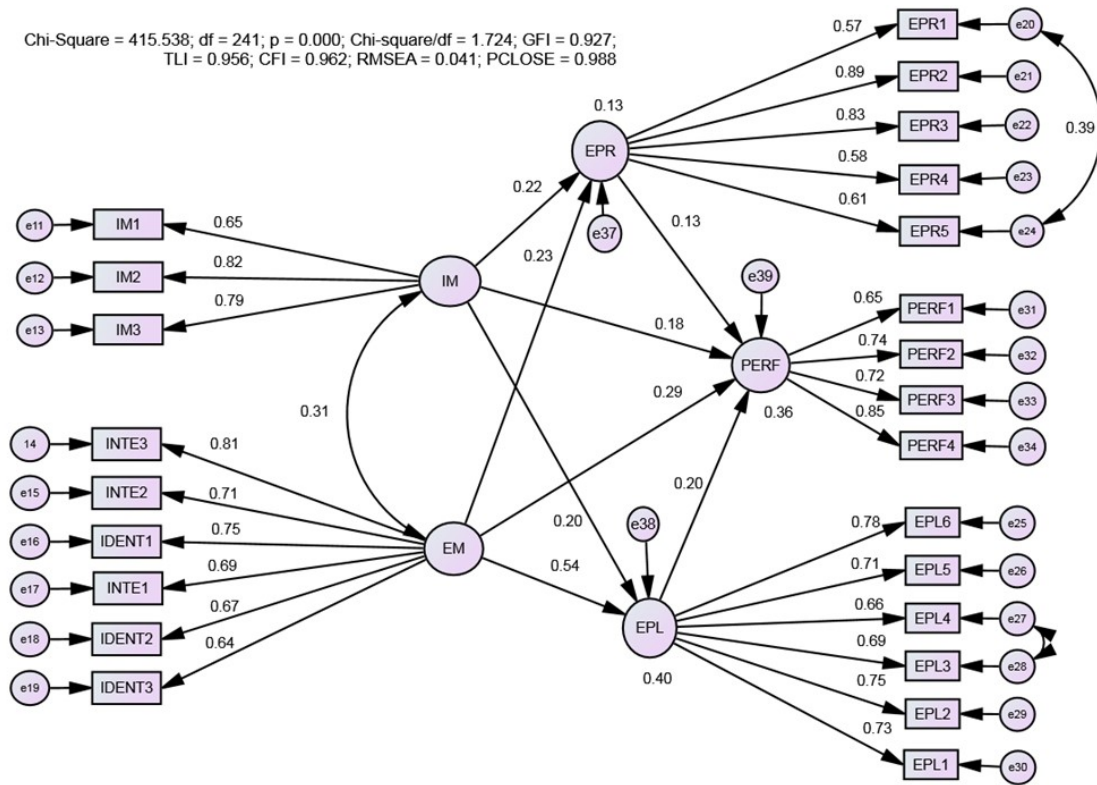 Chi-Square = 415.538; df = 241; p = 0.000; Chi-square/df = 1.724; GFI = 0.927;
TLI = 0.956; CFI = 0.962; RMSEA = 0.041; PCLOSE = 0.988
e11
IM1
0.65
e12
IM2
0.82
e13
IM3
0.79
IM
0.31
14
INTE3
0.81
e15
INTE2
0.71
e16
IDENT1
0.75
e17
INTE1
0.69
e18
IDENT2
0.67
e19
IDENT3
0.64
EM
0.22
0.23
0.18
0.29
0.20
0.54
0.13
EPR
e37
0.13
e39
PERF
0.36
0.20
e38
EPL
0.40
0.57
EPR1
e20
0.89
EPR2
e21
0.83
EPR3
e22
0.58
EPR4
e23
0.61
EPR5
e24
0.39
0.65
PERF1
e31
0.74
PERF2
e32
0.72
PERF3
e33
0.85
PERF4
e34
0.78
EPL6
e25
0.71
EPL5
e26
0.66
EPL4
e27
0.69
EPL3
e28
0.75
EPL2
e29
0.73
EPL1
e30